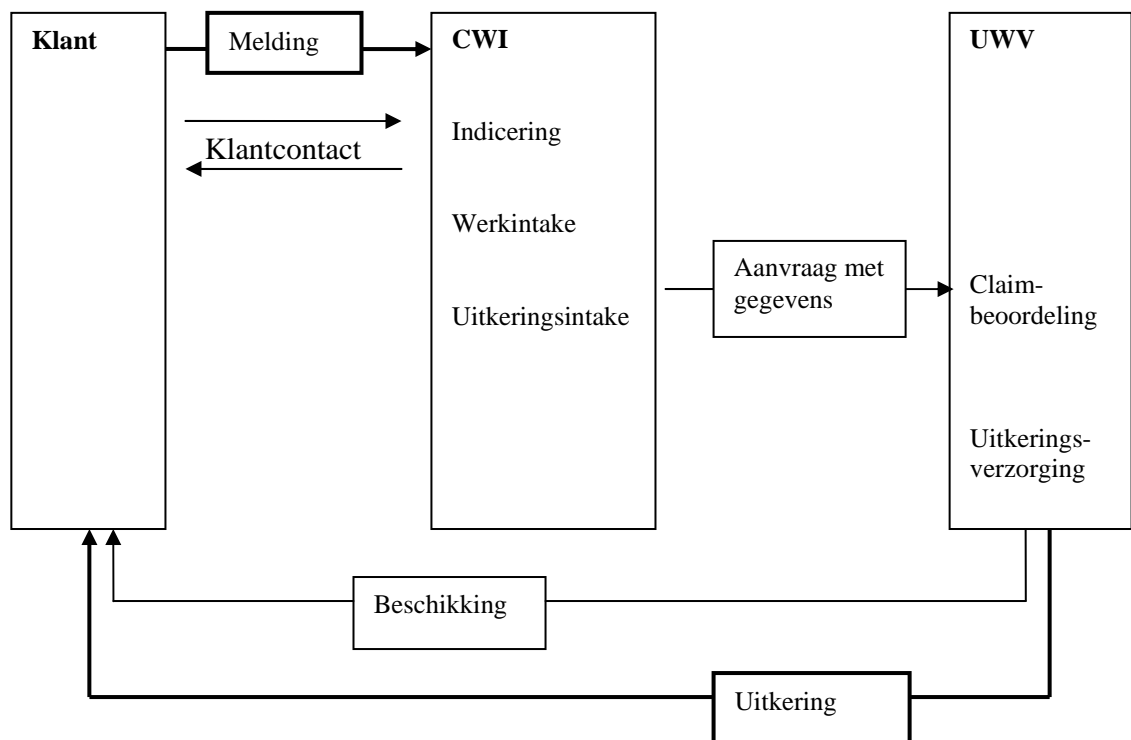 Klant
Melding
CWI
UWV
Klantcontact
Indicering
Werkintake
Uitkeringsintake
Aanvraag met
gegevens
Claim-
beoordeling
Uitkerings-
verzorging
Beschikking
Uitkering